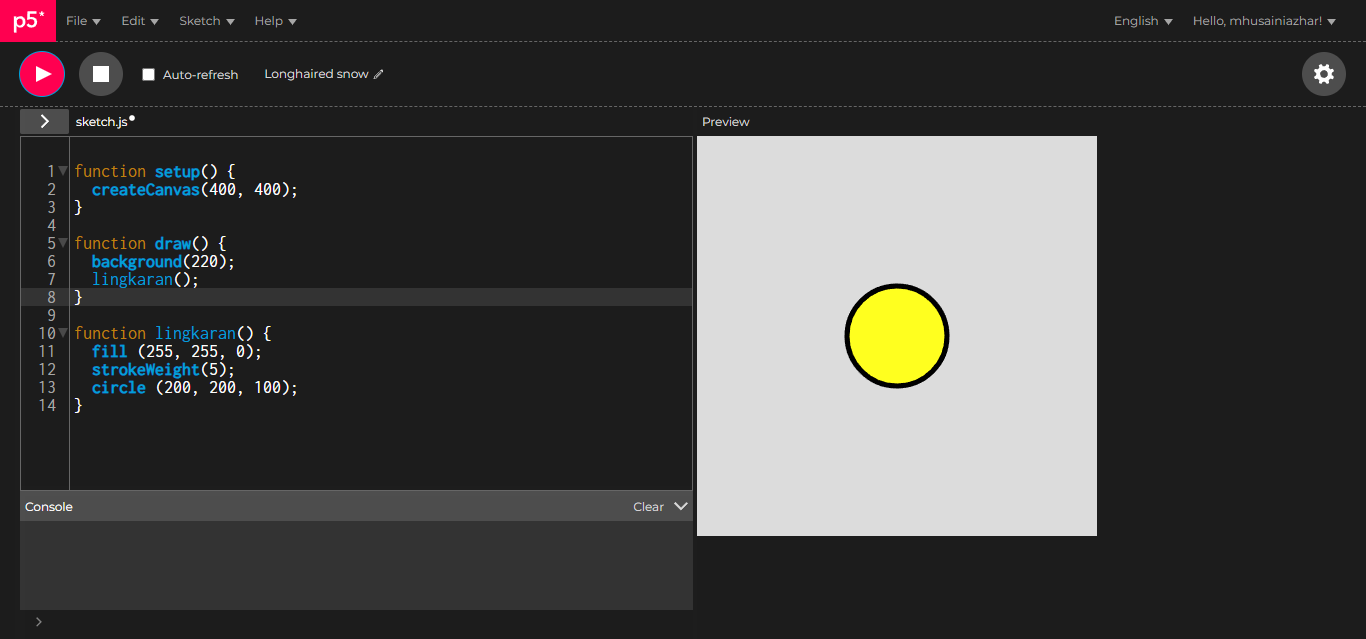 p5* File Edit Sketch Help English Hello, mhusainiazhar!
Auto-refresh Longhaired snow
sketch.js Preview
1 function setup() {
2   createCanvas(400, 400);
3 }
4
5 function draw() {
6   background(220);
7   lingkaran();
8 }
9
10 function lingkaran() {
11   fill (255, 255, 0);
12   strokeWeight(5);
13   circle (200, 200, 100);
14 }
Console Clear
>